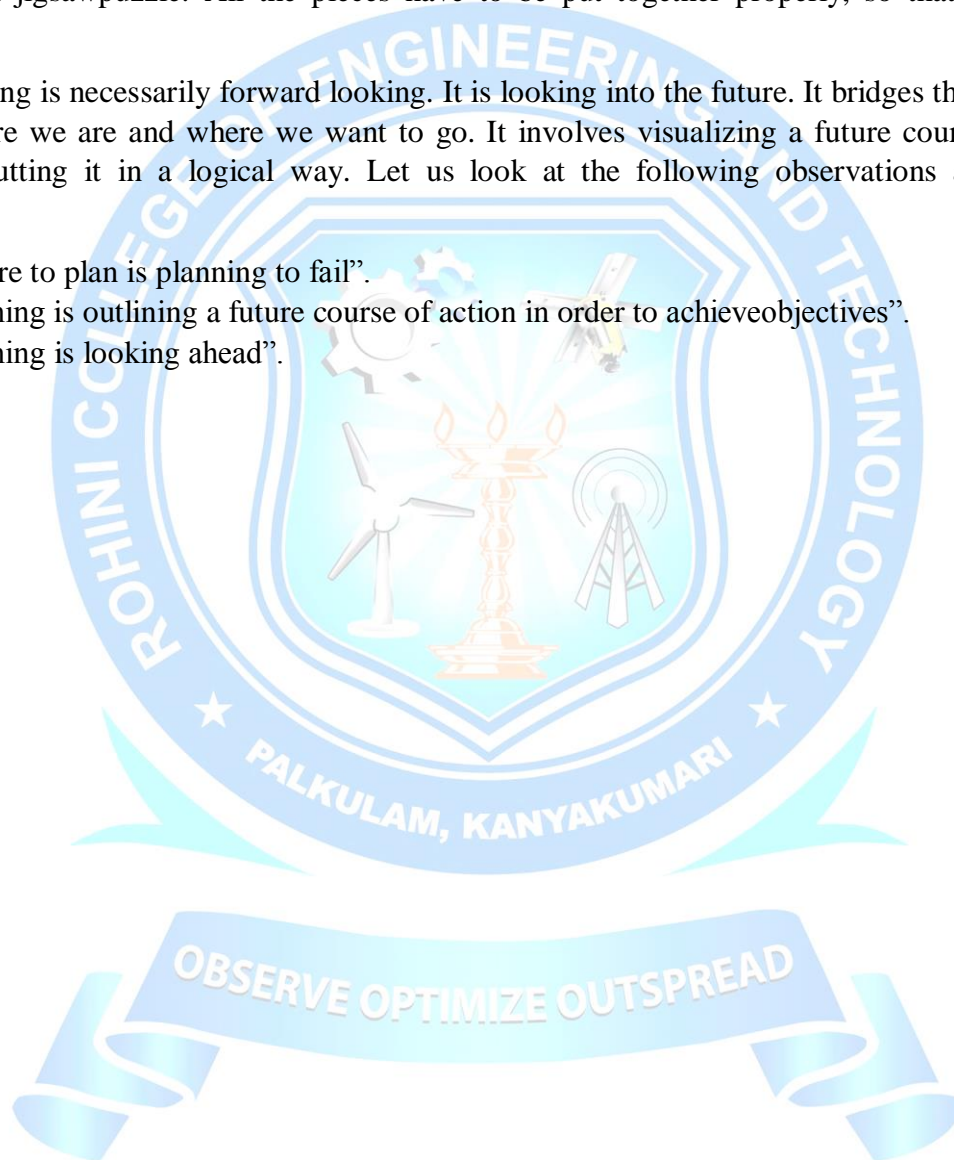 jigsawpuzzle. All the pieces have to be put together properly, so that
ng is necessarily forward looking. It is looking into the future. It bridges th
re we are and where we want to go. It involves visualizing a future cour
utting it in a logical way. Let us look at the following observations
re to plan is planning to fail”.
ning is outlining a future course of action in order to achieveobjectives”.
ning is looking ahead”.
ROHINI COLLEGE OF ENGINEERING AND TECHNOLOGY
PALKULAM, KANYAKUMARI
OBSERVE OPTIMIZE OUTSPREAD